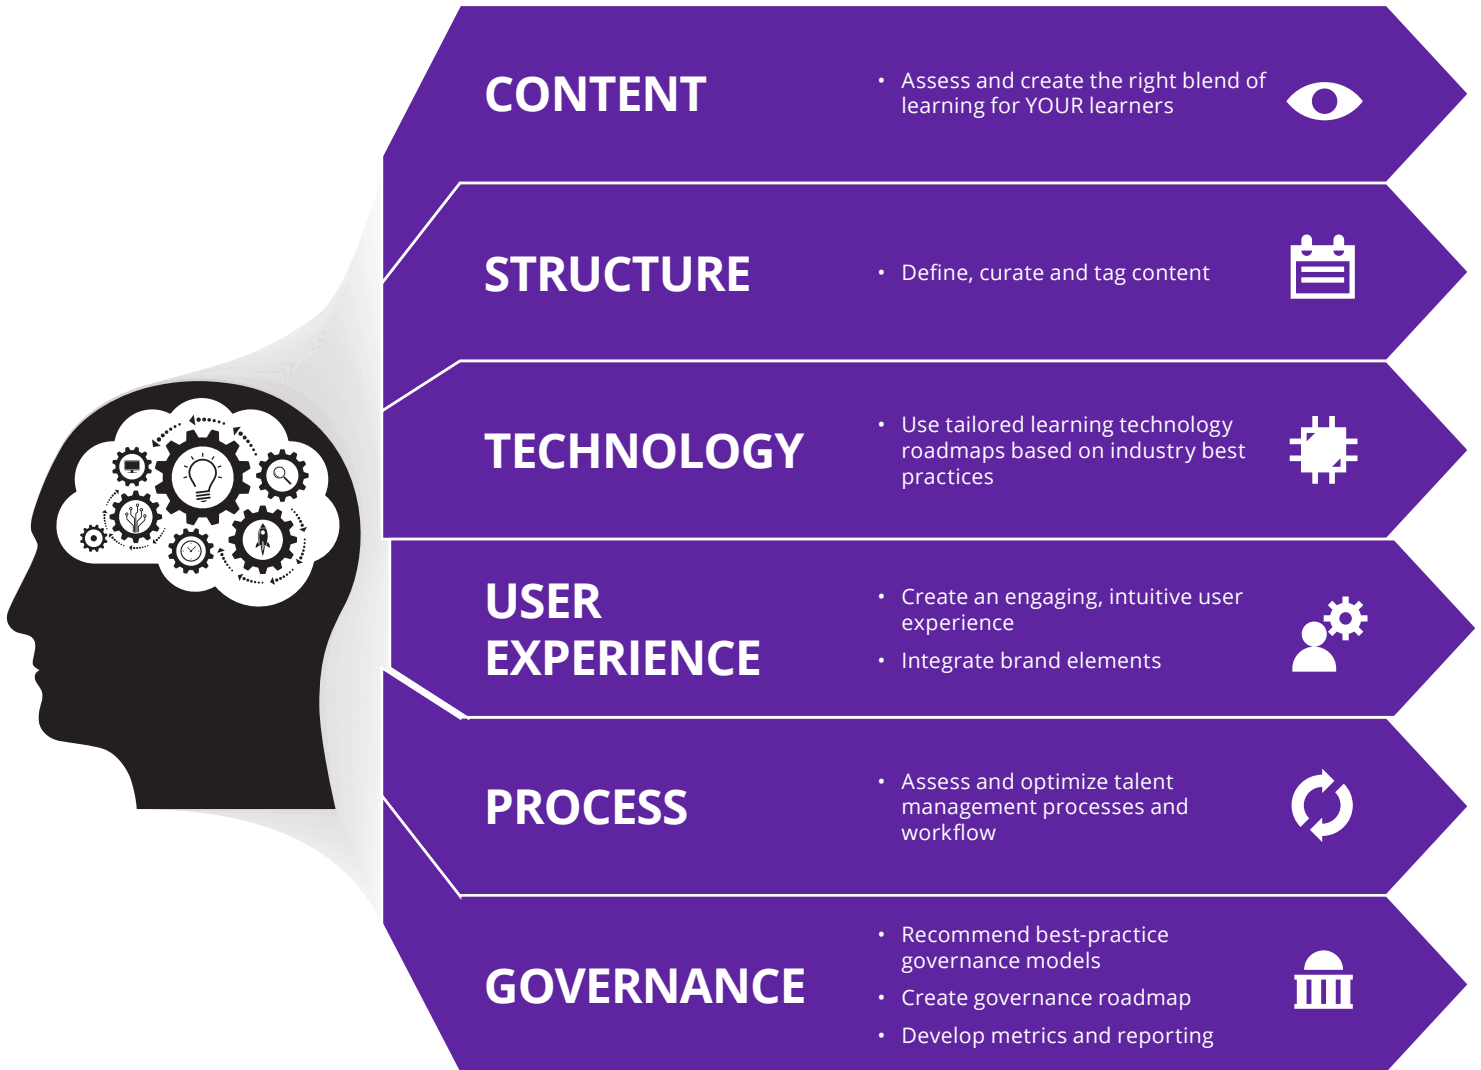 CONTENT
• Assess and create the right blend of
learning for YOUR learners
STRUCTURE
• Define, curate and tag content
TECHNOLOGY
• Use tailored learning technology
roadmaps based on industry best
practices
USER
EXPERIENCE
• Create an engaging, intuitive user
experience
• Integrate brand elements
PROCESS
• Assess and optimize talent
management processes and
workflow
GOVERNANCE
• Recommend best-practice
governance models
• Create governance roadmap
• Develop metrics and reporting